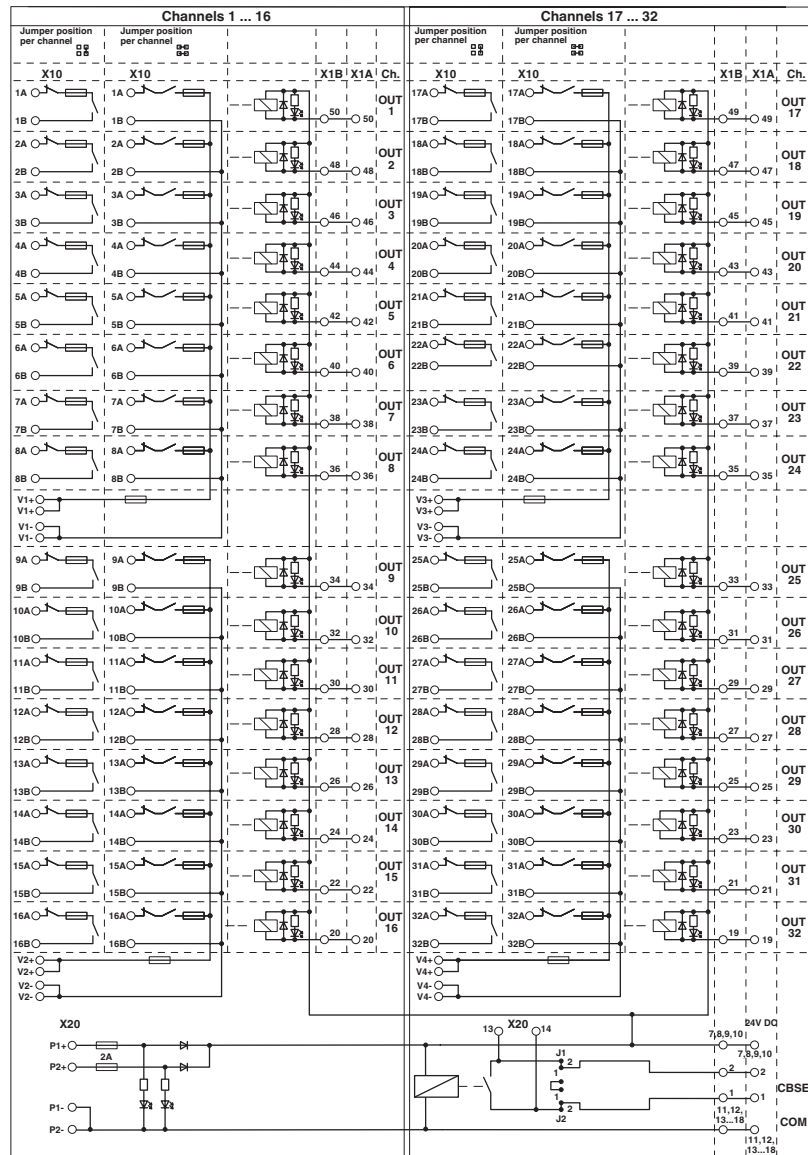 Channels 1 ... 16
Channels 17 ... 32
Jumper position per channel
Jumper position per channel
Jumper position per channel
Jumper position per channel
X10 X10 X1B X1A Ch. X10 X10 X1B X1A Ch.
1A 1A OUT 17A 17A OUT
1B 1B 50 50 1 17B 17B 49 49 17
2A 2A OUT 18A 18A OUT
2B 2B 48 48 2 18B 18B 47 47 18
3A 3A OUT 19A 19A OUT
3B 3B 46 46 3 19B 19B 45 45 19
4A 4A OUT 20A 20A OUT
4B 4B 44 44 4 20B 20B 43 43 20
5A 5A OUT 21A 21A OUT
5B 5B 42 42 5 21B 21B 41 41 21
6A 6A OUT 22A 22A OUT
6B 6B 40 40 6 22B 22B 39 39 22
7A 7A OUT 23A 23A OUT
7B 7B 38 38 7 23B 23B 37 37 23
8A 8A OUT 24A 24A OUT
8B 8B 36 36 8 24B 24B 35 35 24
V1+ V3+
V1+ V3+
V1- V3-
V1- V3-
9A 9A OUT 25A 25A OUT
9B 9B 34 34 9 25B 25B 33 33 25
10A 10A OUT 26A 26A OUT
10B 10B 32 32 10 26B 26B 31 31 26
11A 11A OUT 27A 27A OUT
11B 11B 30 30 11 27B 27B 29 29 27
12A 12A OUT 28A 28A OUT
12B 12B 28 28 12 28B 28B 27 27 28
13A 13A OUT 29A 29A OUT
13B 13B 26 26 13 29B 29B 25 25 29
14A 14A OUT 30A 30A OUT
14B 14B 24 24 14 30B 30B 23 23 30
15A 15A OUT 31A 31A OUT
15B 15B 22 22 15 31B 31B 21 21 31
16A 16A OUT 32A 32A OUT
16B 16B 20 20 16 32B 32B 19 19 32
V2+ V4+
V2+ V4+
V2- V4-
V2- V4-
X20 X20 24V DC
13 14 7,8,9,10
P1+ 7,8,9,10
2A J1
P2+ 2 2 2
1 CBSE
1 1 1
P1- 2 11,12,
J2 13...18
P2- COM
11,12,
13...18